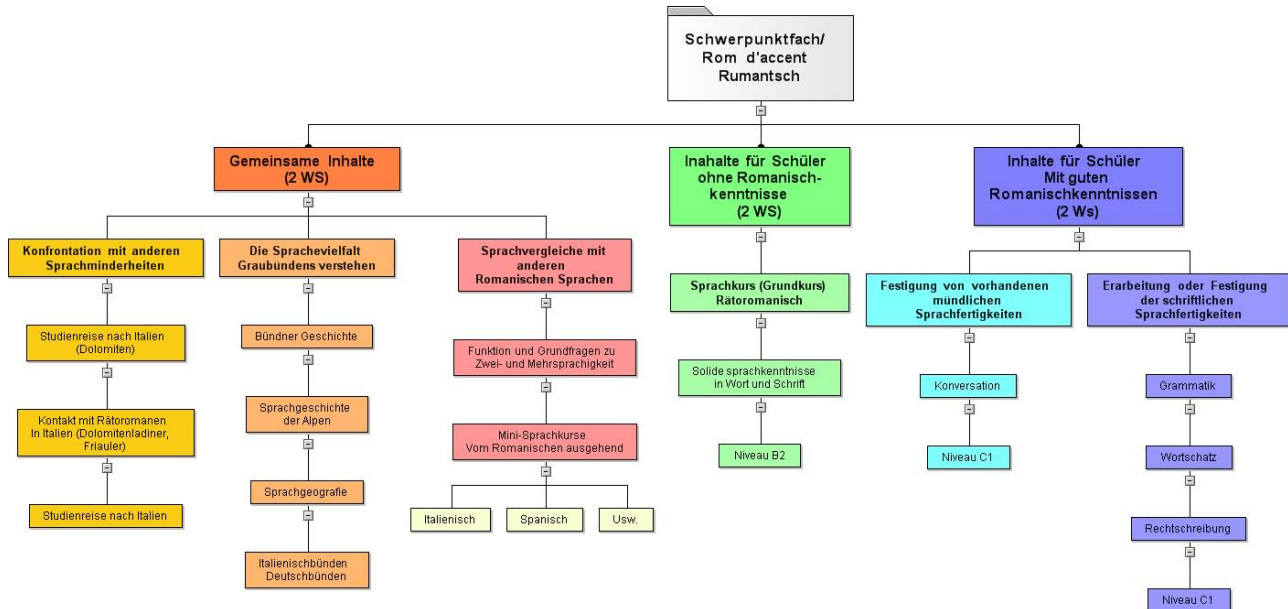 Schwerpunktfach/
Rom d'accent
Rumantsch
Gemeinsame Inhalte
(2 WS)
Inahalte für Schüler
ohne Romanisch-
kenntnisse
(2 WS)
Inhalte für Schüler
Mit guten
Romanischkenntnissen
(2 Ws)
Konfrontation mit anderen
Sprachminderheiten
Die Sprachevielfalt
Graubündens verstehen
Sprachvergleiche mit
anderen
Romanischen Sprachen
Sprachkurs (Grundkurs)
Rätoromanisch
Festigung von vorhandenen
mündlichen
Sprachfertigkeiten
Erarbeitung oder Festigung
der schriftlichen
Sprachfertigkeiten
Studienreise nach Italien
(Dolomiten)
Bündner Geschichte
Funktion und Grundfragen zu
Zwei- und Mehrsprachigkeit
Solide sprachkenntnisse
in Wort und Schrift
Konversation
Grammatik
Kontakt mit Rätoromanen
In Italien (Dolomitenladiner,
Friauler)
Sprachgeschichte
der Alpen
Mini-Sprachkurse
Vom Romanischen ausgehend
Niveau B2
Niveau C1
Wortschatz
Studienreise nach Italien
Sprachgeografie
Italienisch
Spanisch
Usw.
Rechtschreibung
Italienischbünden
Deutschbünden
Niveau C1